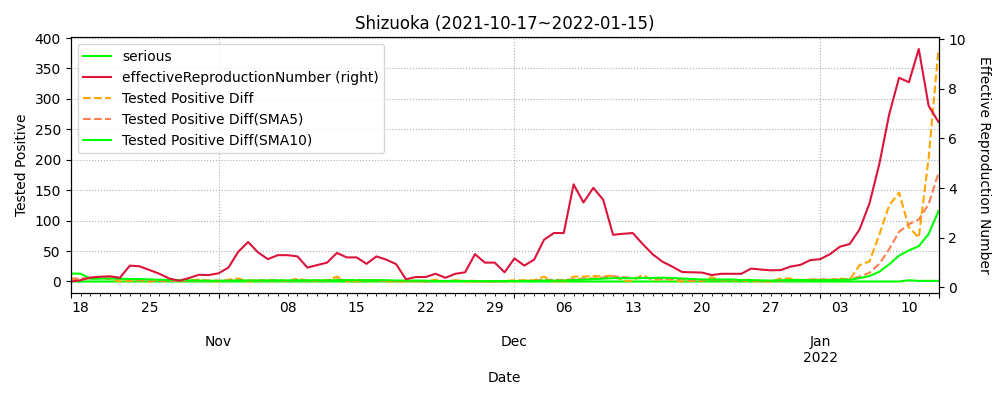 Shizuoka (2021-10-17~2022-01-15)
serious
effectiveReproductionNumber (right)
Tested Positive Diff
Tested Positive Diff(SMA5)
Tested Positive Diff(SMA10)
Tested Positive
400
350
300
250
200
150
100
50
0
Effective Reproduction Number
10
8
6
4
2
0
18 25 08 15 22 29 06 13 20 27 03 10
Nov Dec Jan
2022
Date